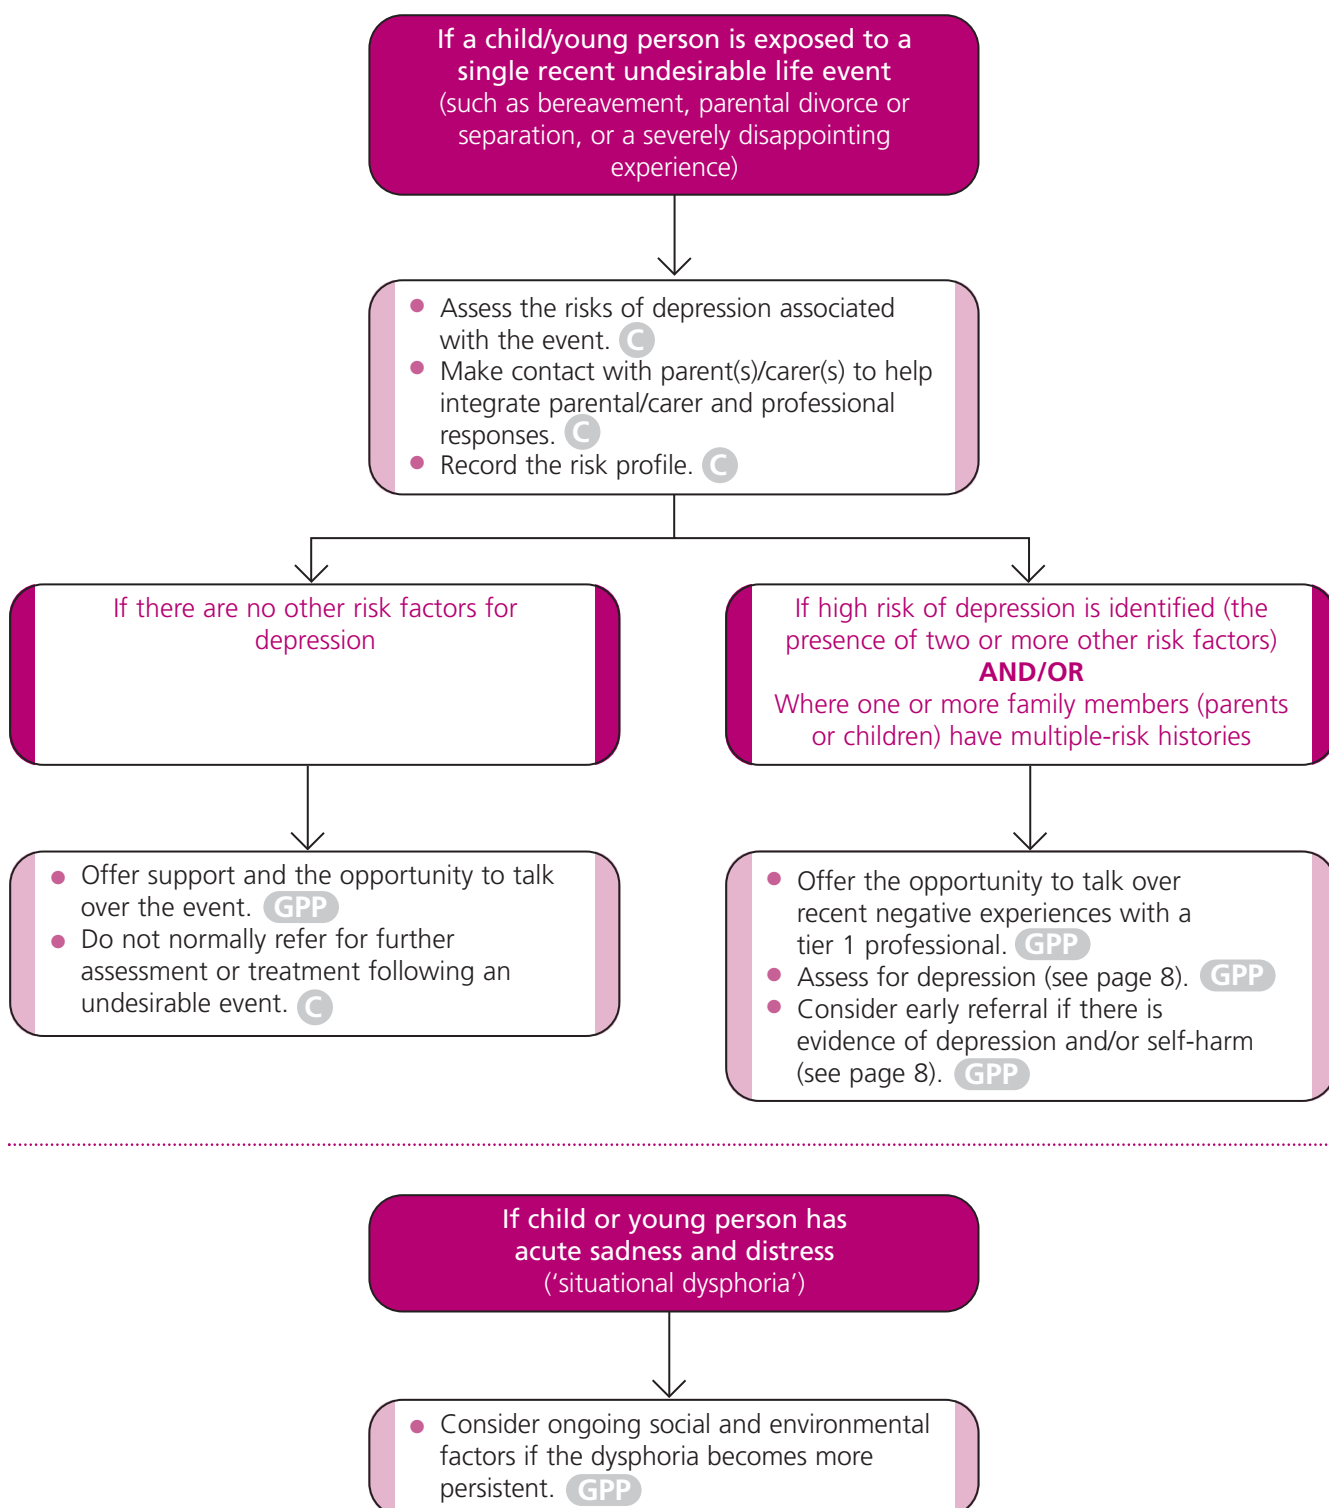 If a child/young person is exposed to a
single recent undesirable life event
(such as bereavement, parental divorce or
separation, or a severely disappointing
experience)
• Assess the risks of depression associated
with the event. C
• Make contact with parent(s)/carer(s) to help
integrate parental/carer and professional
responses. C
• Record the risk profile. C
If there are no other risk factors for
depression
If high risk of depression is identified (the
presence of two or more other risk factors)
AND/OR
Where one or more family members (parents
or children) have multiple-risk histories
• Offer support and the opportunity to talk
over the event. GPP
• Do not normally refer for further
assessment or treatment following an
undesirable event. C
• Offer the opportunity to talk over
recent negative experiences with a
tier 1 professional. GPP
• Assess for depression (see page 8). GPP
• Consider early referral if there is
evidence of depression and/or self-harm
(see page 8). GPP
If child or young person has
acute sadness and distress
(‘situational dysphoria’)
• Consider ongoing social and environmental
factors if the dysphoria becomes more
persistent. GPP